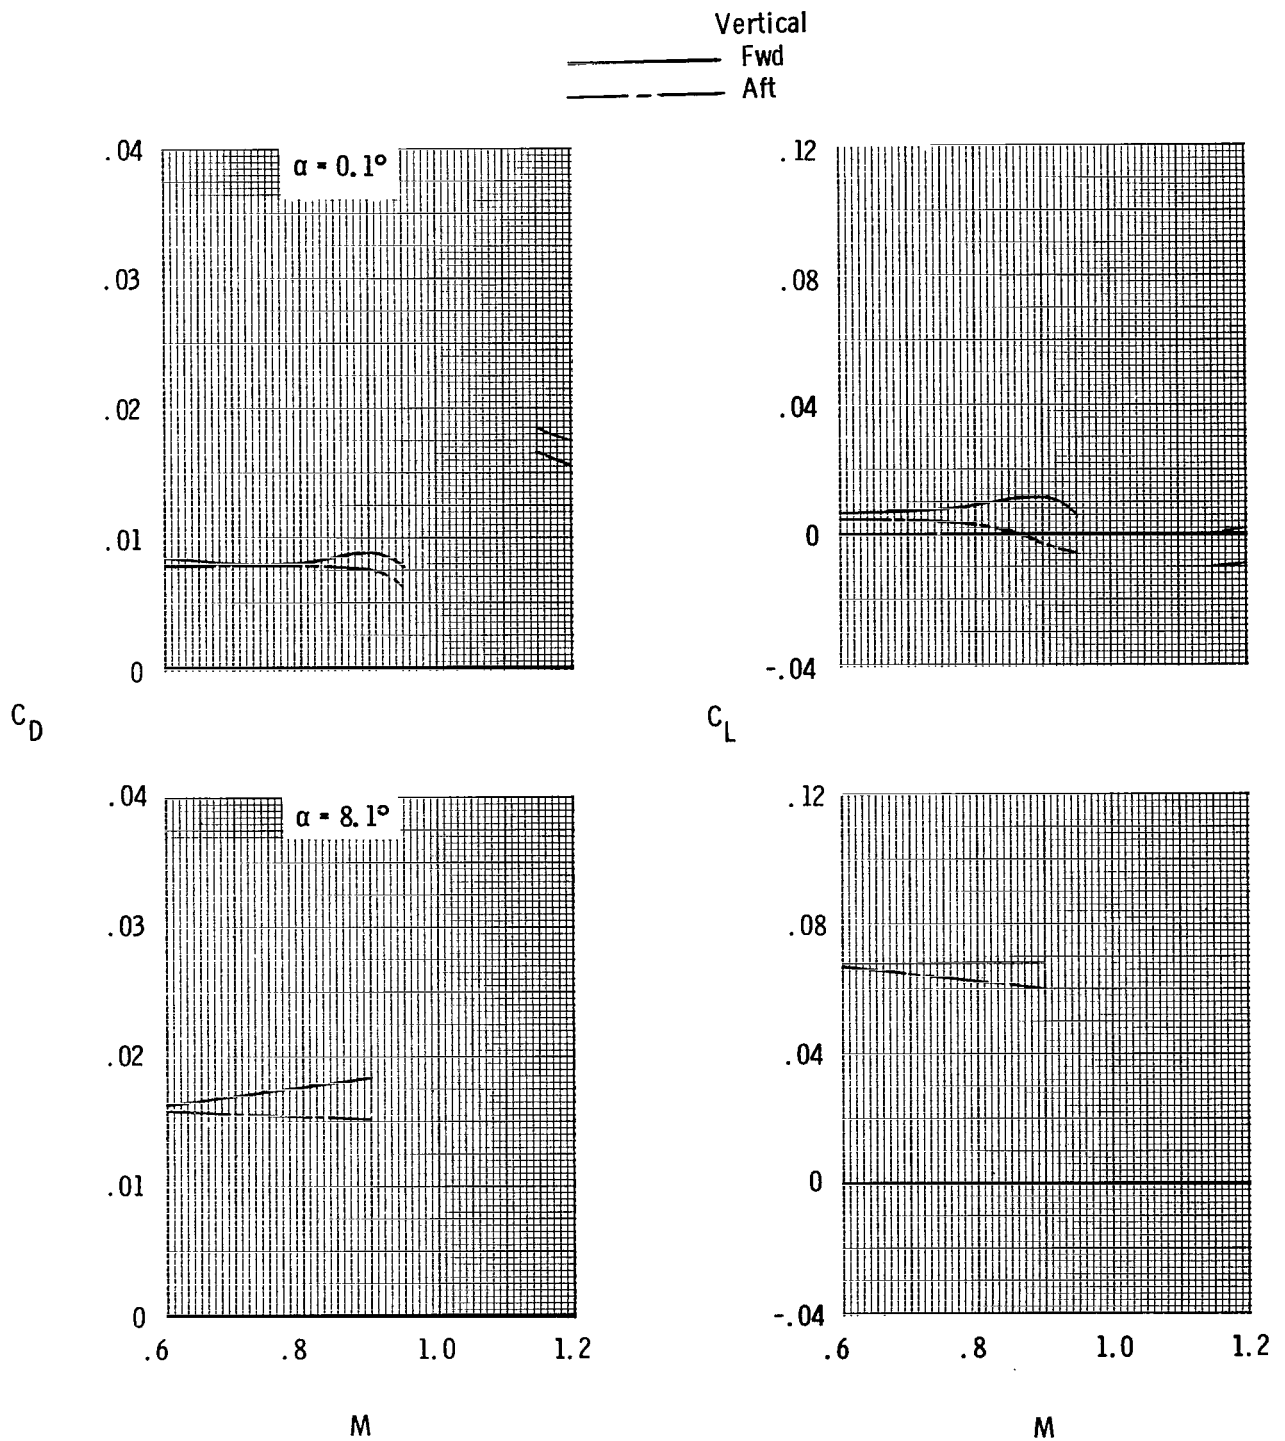 Vertical
Fwd
Aft
.04
α = 0.1°
.03
.02
.01
0
.12
.08
.04
0
-.04
C_D
C_L
.04
α = 8.1°
.03
.02
.01
0
.6 .8 1.0 1.2
M
.12
.08
.04
0
-.04
.6 .8 1.0 1.2
M